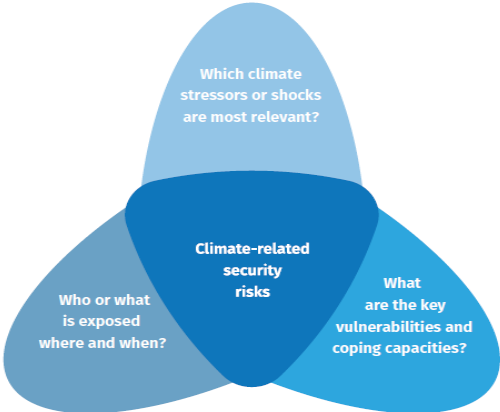 Which climate
stressors or shocks
are most relevant?
Climate-related
security
risks
Who or what
is exposed
where and when?
What
are the key
vulnerabilities and
coping capacities?